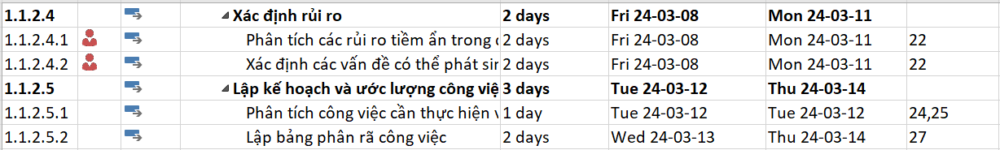 1.1.2.4 Xác định rủi ro 2 days Fri 24-03-08 Mon 24-03-11
1.1.2.4.1 Phân tích các rủi ro tiềm ẩn trong 2 days Fri 24-03-08 Mon 24-03-11 22
1.1.2.4.2 Xác định các vấn đề có thể phát 2 days Fri 24-03-08 Mon 24-03-11 22
1.1.2.5 Lập kế hoạch và ước lượng công 3 days Tue 24-03-12 Thu 24-03-14
1.1.2.5.1 Phân tích công việc cần thực hiện 1 day Tue 24-03-12 Tue 24-03-12 24,25
1.1.2.5.2 Lập bảng phân rã công việc 2 days Wed 24-03-13 Thu 24-03-14 27